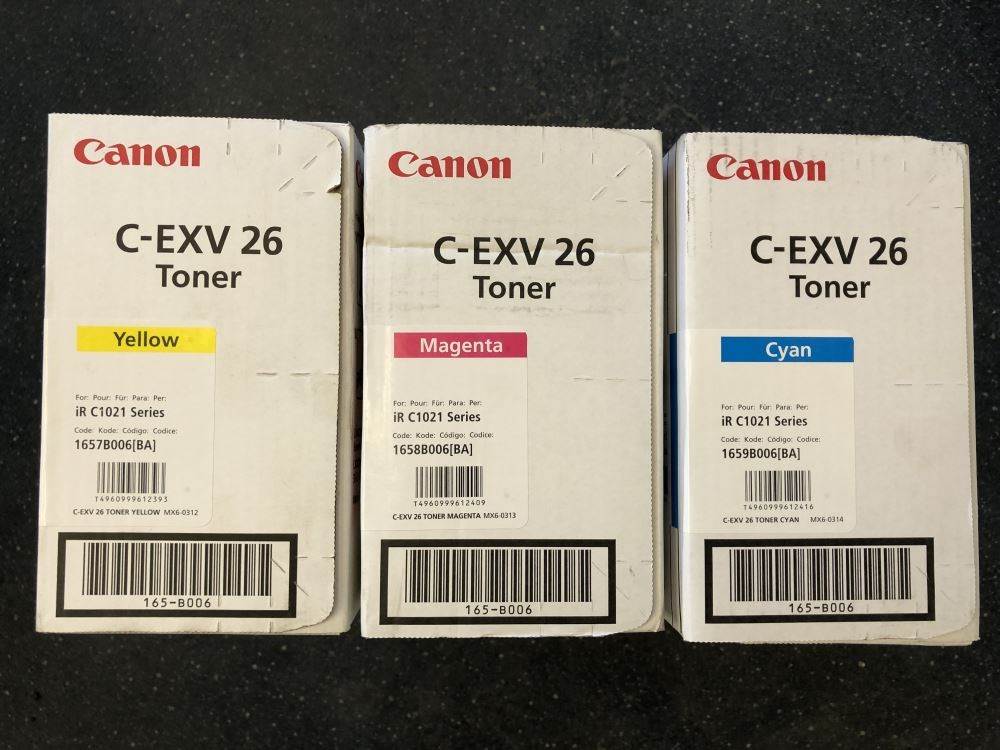 Canon
C-EXV 26
Toner
Yellow
For: Pour: Für: Para: Per:
iR C1021 Series
Code: Kode: Código: Codice:
1657B006[BA]
T4960999612393
C-EXV 26 TONER YELLOW MX6-0312
165-B006
Canon
C-EXV 26
Toner
Magenta
For: Pour: Für: Para: Per:
iR C1021 Series
Code: Kode: Código: Codice:
1658B006[BA]
T4960999612409
C-EXV 26 TONER MAGENTA MX6-0313
165-B006
Canon
C-EXV 26
Toner
Cyan
For: Pour: Für: Para: Per:
iR C1021 Series
Code: Kode: Código: Codice:
1659B006[BA]
T4960999612416
C-EXV 26 TONER CYAN MX6-0314
165-B006